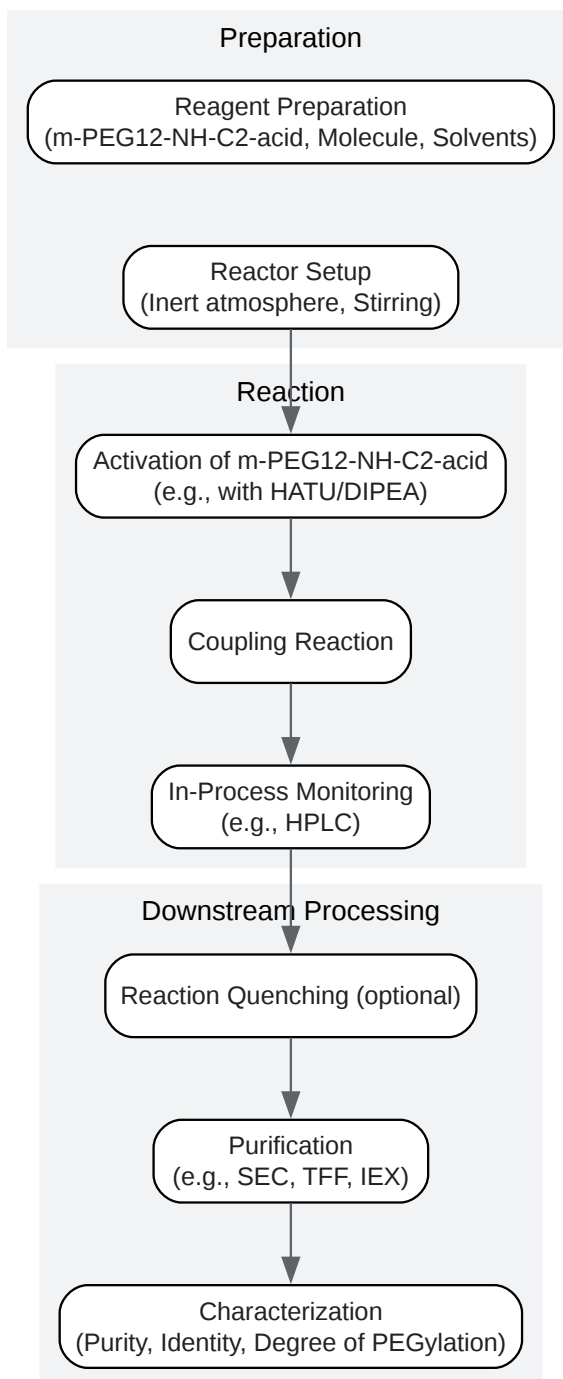 Preparation
Reagent Preparation
(m-PEG12-NH-C2-acid, Molecule, Solvents)
Reactor Setup
(Inert atmosphere, Stirring)
Reaction
Activation of m-PEG12-NH-C2-acid
(e.g., with HATU/DIPEA)
Coupling Reaction
In-Process Monitoring
(e.g., HPLC)
Downstream Processing
Reaction Quenching (optional)
Purification
(e.g., SEC, TFF, IEX)
Characterization
(Purity, Identity, Degree of PEGylation)